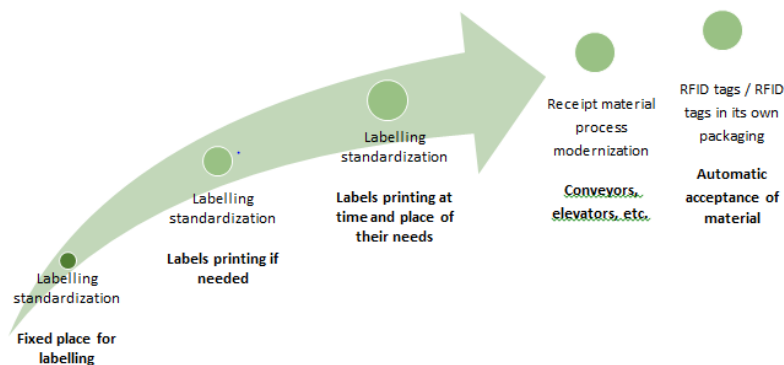 Labelling
standardization
Fixed place for
labelling
Labelling
standardization
Labels printing if
needed
Labelling
standardization
Labels printing at
time and place of
their needs
Receipt material
process
modernization
Conveyors,
elevators, etc.
RFID tags / RFID
tags in its own
packaging
Automatic
acceptance of
material